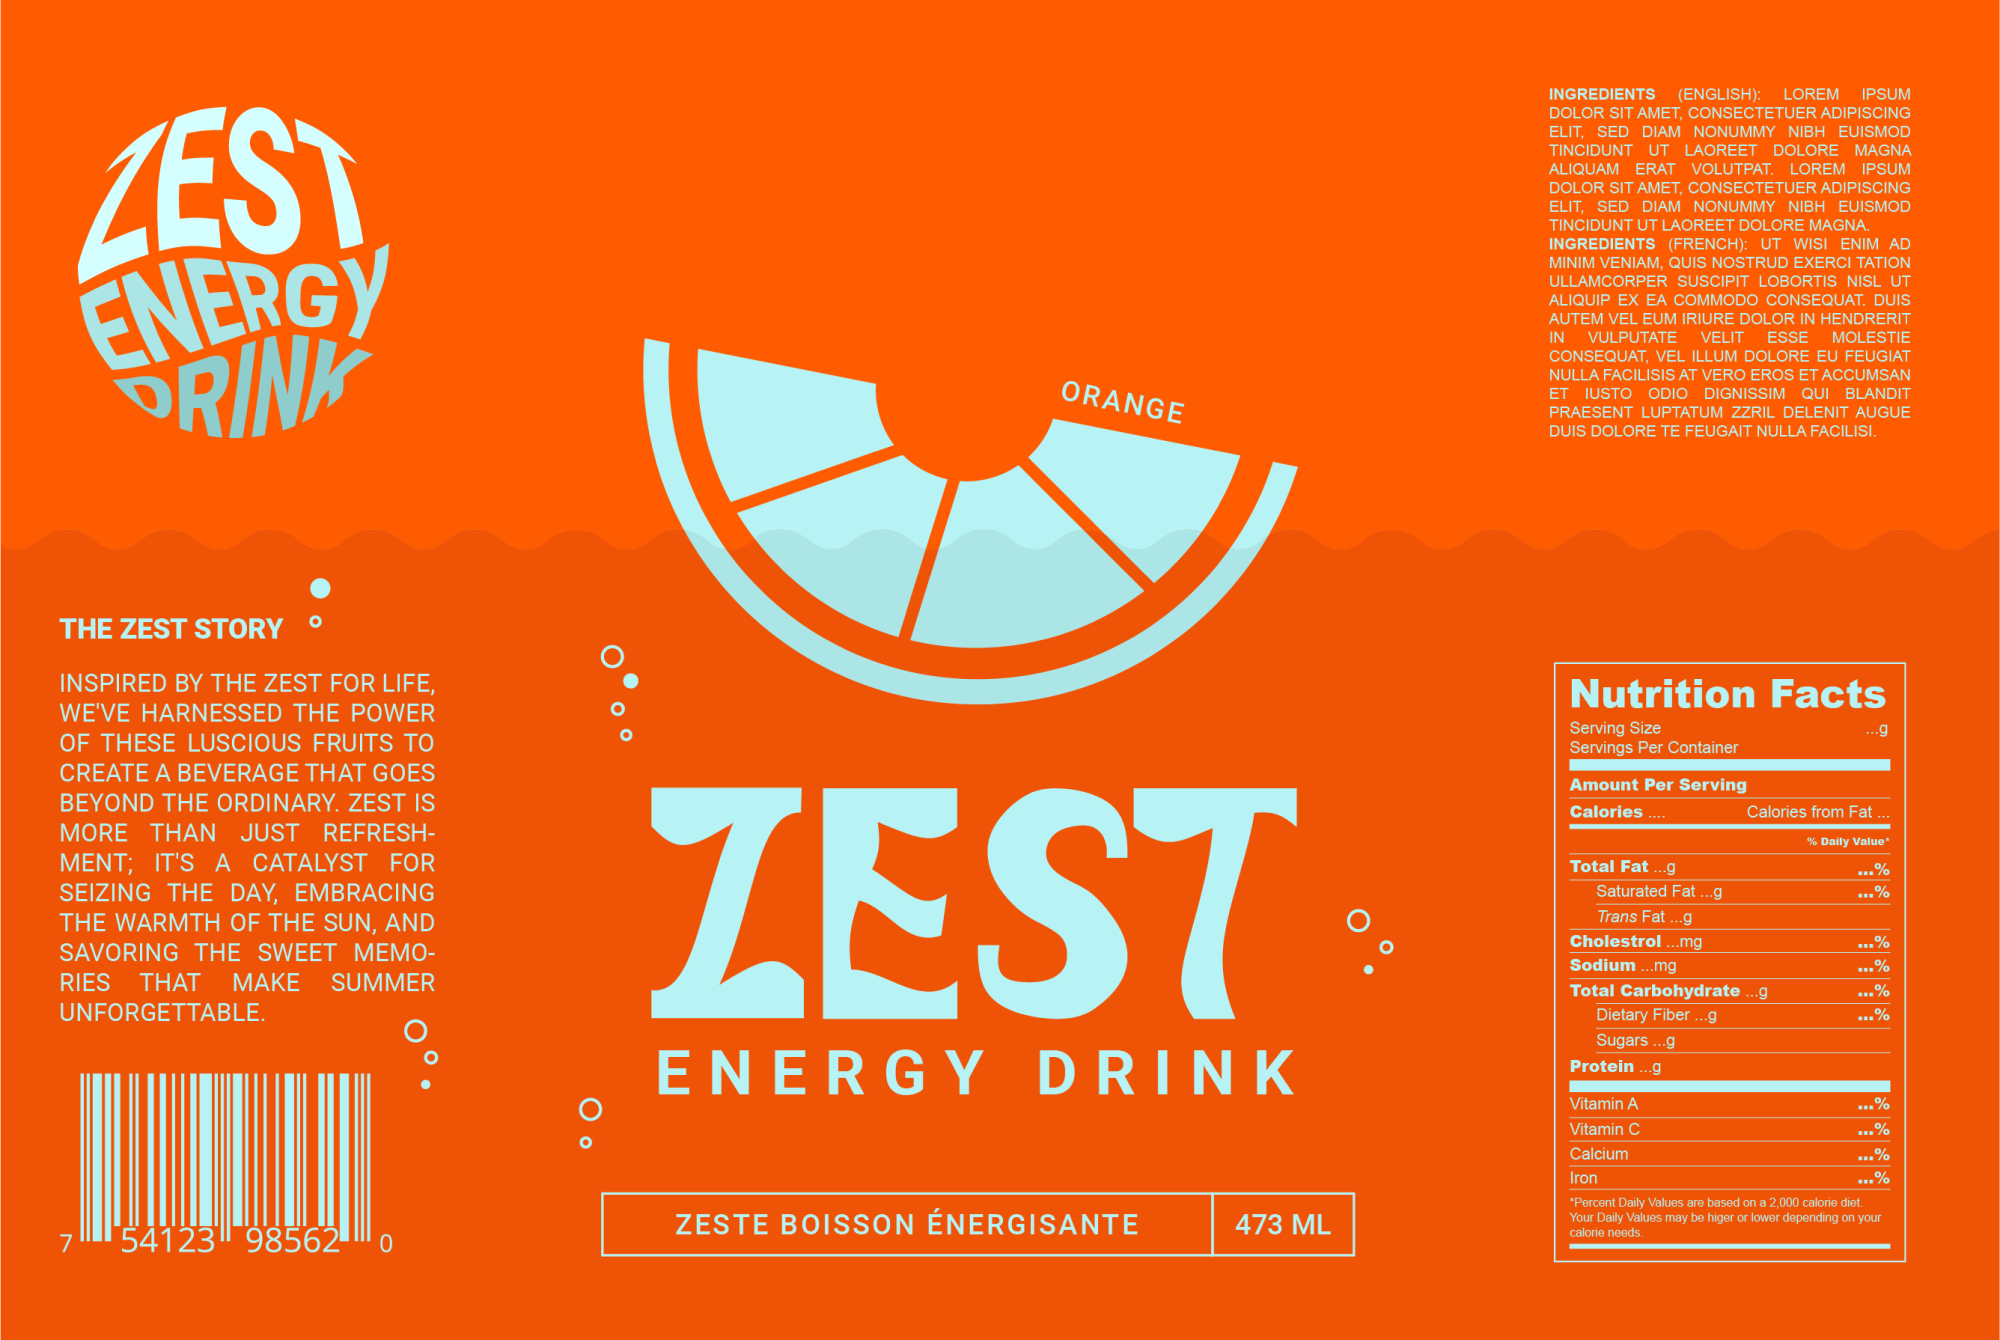 ZEST
ENERGY
DRINK
THE ZEST STORY
INSPIRED BY THE ZEST FOR LIFE,
WE'VE HARNESSED THE POWER
OF THESE LUSCIOUS FRUITS TO
CREATE A BEVERAGE THAT GOES
BEYOND THE ORDINARY. ZEST IS
MORE THAN JUST REFRESH-
MENT; IT'S A CATALYST FOR
SEIZING THE DAY, EMBRACING
THE WARMTH OF THE SUN, AND
SAVORING THE SWEET MEMO-
RIES THAT MAKE SUMMER
UNFORGETTABLE.
7 54123 98562 0
ORANGE
ZEST
ENERGY DRINK
ZESTE BOISSON ÉNERGISANTE
473 ML
INGREDIENTS (ENGLISH): LOREM IPSUM
DOLOR SIT AMET, CONSECTETUER ADIPISCING
ELIT, SED DIAM NONUMMY NIBH EUISMOD
TINCIDUNT UT LAOREET DOLORE MAGNA
ALIQUAM ERAT VOLUTPAT. LOREM IPSUM
DOLOR SIT AMET, CONSECTETUER ADIPISCING
ELIT, SED DIAM NONUMMY NIBH EUISMOD
TINCIDUNT UT LAOREET DOLORE MAGNA.
INGREDIENTS (FRENCH): UT WISI ENIM AD
MINIM VENIAM, QUIS NOSTRUD EXERCI TATION
ULLAMCORPER SUSCIPIT LOBORTIS NISL UT
ALIQUIP EX EA COMMODO CONSEQUAT. DUIS
AUTEM VEL EUM IRIURE DOLOR IN HENDRERIT
IN VULPUTATE VELIT ESSE MOLESTIE
CONSEQUAT, VEL ILLUM DOLORE EU FEUGIAT
NULLA FACILISIS AT VERO EROS ET ACCUMSAN
ET IUSTO ODIO DIGNISSIM QUI BLANDIT
PRAESENT LUPTATUM ZZRIL DELENIT AUGUE
DUIS DOLORE TE FEUGAIT NULLA FACILISI.
Nutrition Facts
Serving Size ...g
Servings Per Container
Amount Per Serving
Calories .... Calories from Fat ...
% Daily Value*
Total Fat ...g ...%
Saturated Fat ...g ...%
Trans Fat ...g
Cholestrol ...mg ...%
Sodium ...mg ...%
Total Carbohydrate ...g ...%
Dietary Fiber ...g ...%
Sugars ...g
Protein ...g
Vitamin A ...%
Vitamin C ...%
Calcium ...%
Iron ...%
*Percent Daily Values are based on a 2,000 calorie diet.
Your Daily Values may be higer or lower depending on your
calorie needs.